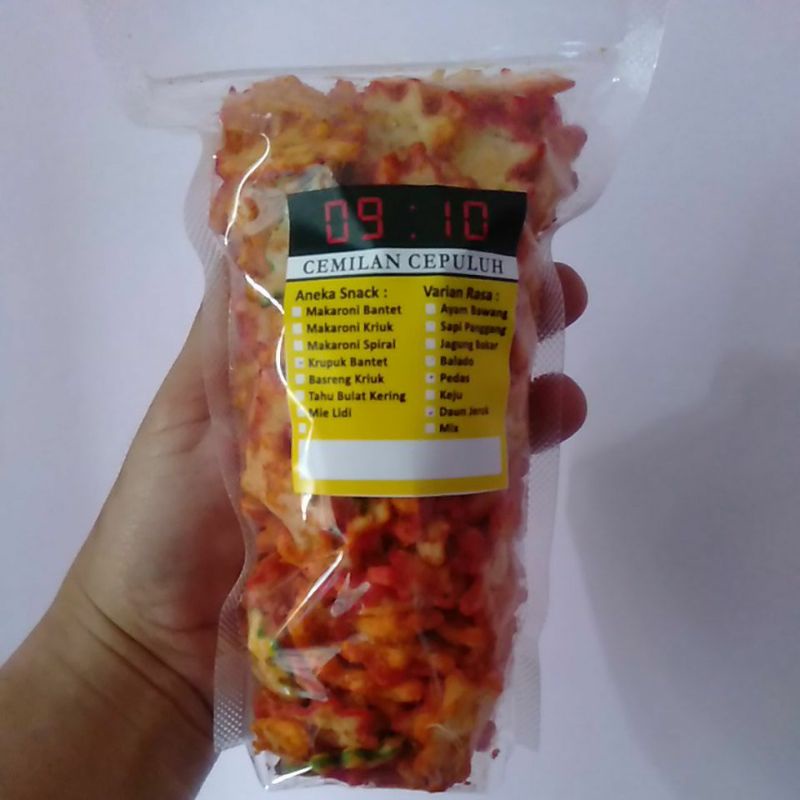 09:10
CEMILAN CEPULUH
Aneka Snack :
Makaroni Bantet
Makaroni Kriuk
Makaroni Spiral
Krupuk Bantet
Basreng Kriuk
Tahu Bulat Kering
Mie Lidi
Varian Rasa :
Ayam Bawang
Sapi Panggang
Jagung Bakar
Balado
Pedas
Keju
Daun Jeruk
Mix